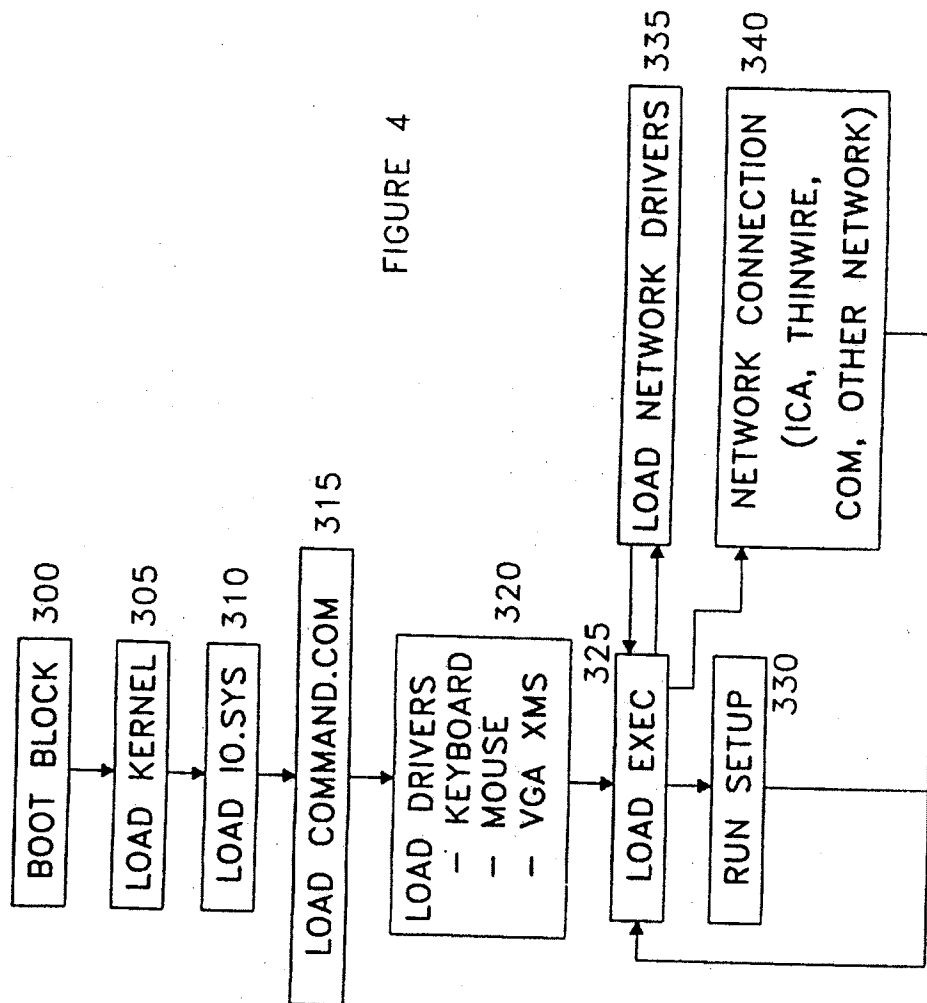 BOOT BLOCK
300
LOAD KERNEL
305
LOAD IO.SYS
310
LOAD COMMAND.COM
315
LOAD DRIVERS
- KEYBOARD
- MOUSE
- VGA XMS
320
LOAD EXEC
325
RUN SETUP
330
LOAD NETWORK DRIVERS
335
NETWORK CONNECTION
(ICA, THINWIRE,
COM, OTHER NETWORK)
340
FIGURE 4